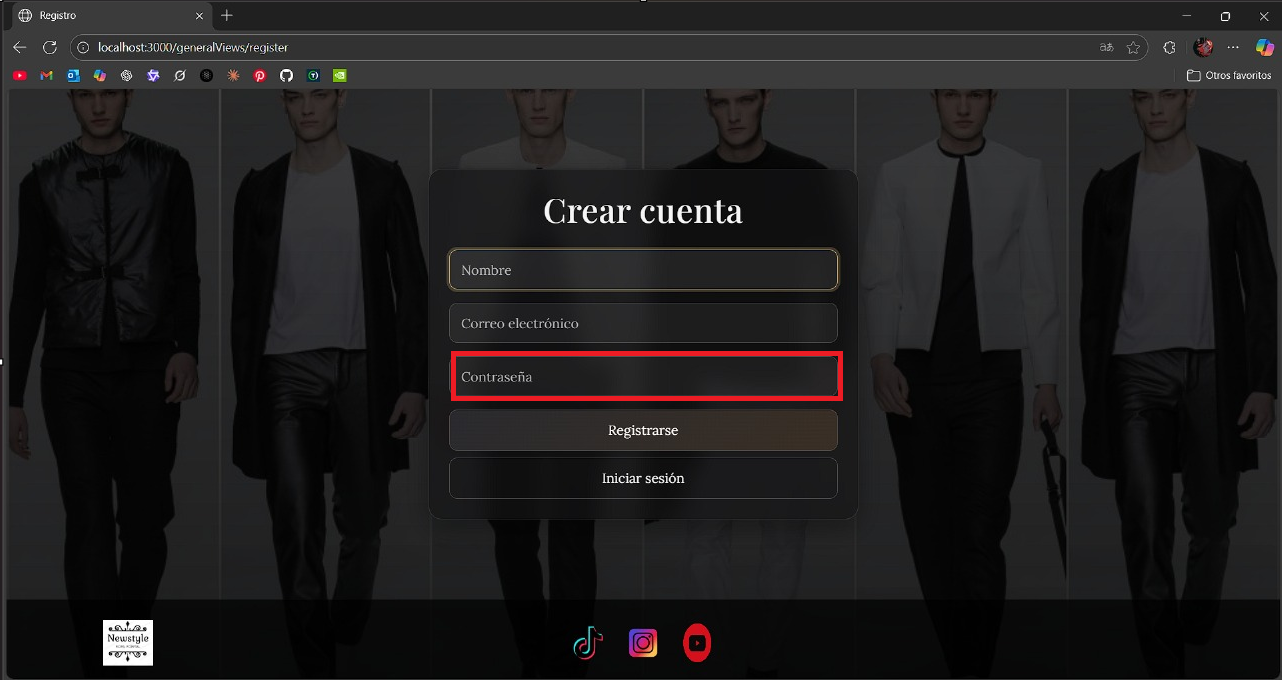 Registro
localhost:3000/generalViews/register
Otros favoritos
Crear cuenta
Nombre
Correo electrónico
Contraseña
Registrarse
Iniciar sesión
Newstyle